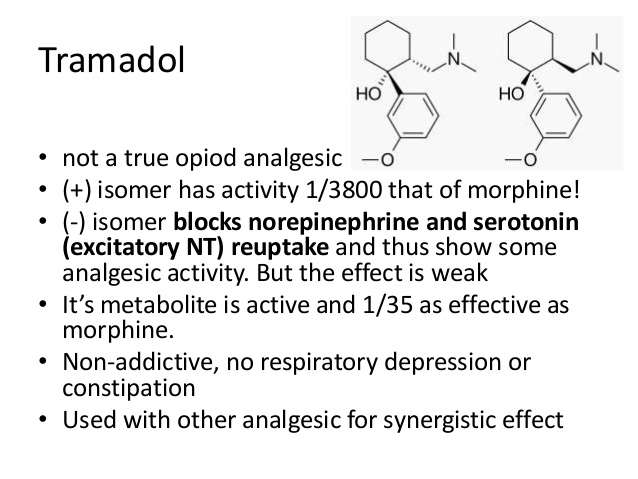 Tramadol
N
N
HO
HO
O
O
• not a true opiod analgesic
• (+) isomer has activity 1/3800 that of morphine!
• (-) isomer blocks norepinephrine and serotonin
(excitatory NT) reuptake and thus show some
analgesic activity. But the effect is weak
• It's metabolite is active and 1/35 as effective as
morphine.
• Non-addictive, no respiratory depression or
constipation
• Used with other analgesic for synergistic effect